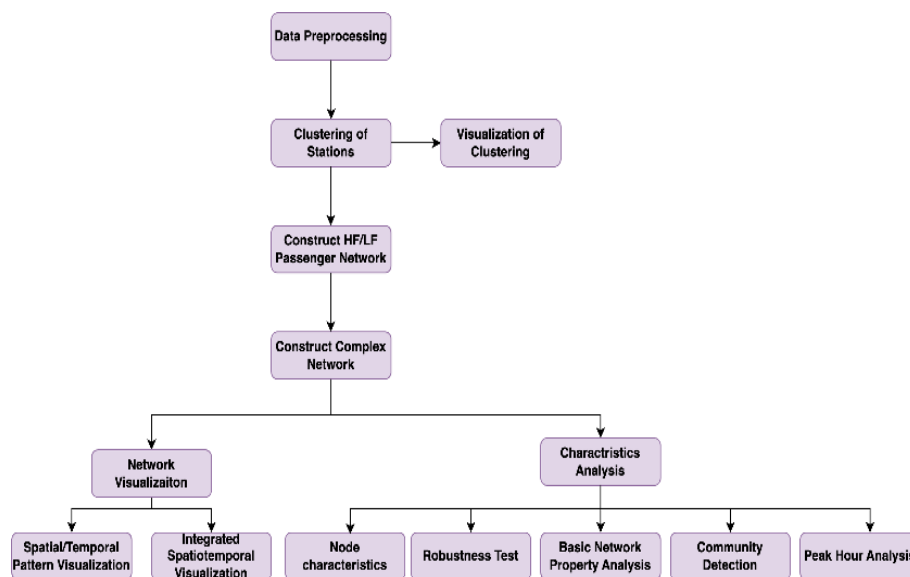 Data Preprocessing
Clustering of
Stations
Visualization of
Clustering
Construct HF/LF
Passenger Network
Construct Complex
Network
Network
Visualizaiton
Charactristics
Analysis
Spatial/Temporal
Pattern Visualization
Integrated
Spatiotemporal
Visualization
Node
characteristics
Robustness Test
Basic Network
Property Analysis
Community
Detection
Peak Hour Analysis